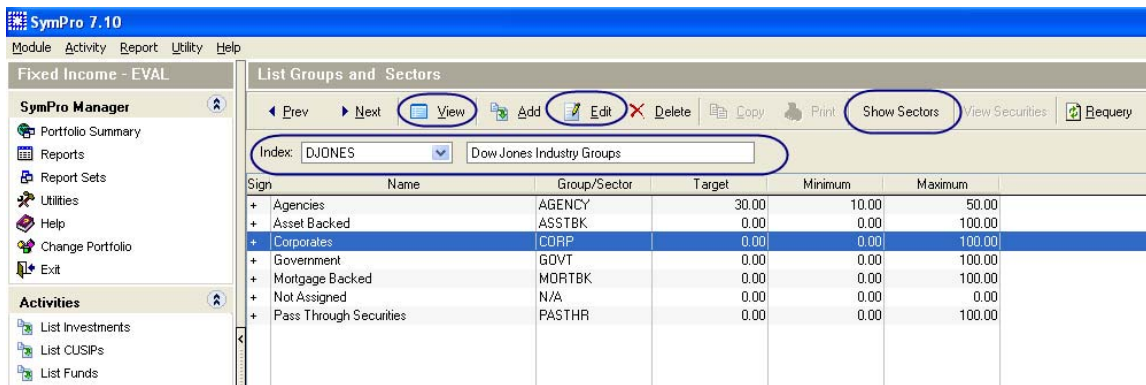 SymPro 7.10
Module Activity Report Utility Help
Fixed Income - EVAL
List Groups and Sectors
SymPro Manager
Prev Next View Add Edit Delete Copy Print Show Sectors View Securities Requery
Portfolio Summary
Reports
Report Sets
Utilities
Help
Change Portfolio
Exit
Activities
List Investments
List CUSIPs
List Funds
Index: DJONES Dow Jones Industry Groups
Sign Name Group/Sector Target Minimum Maximum
+ Agencies AGENCY 30.00 10.00 50.00
+ Asset Backed ASSTBK 0.00 0.00 100.00
+ Corporates CORP 0.00 0.00 100.00
+ Government GOVT 0.00 0.00 100.00
+ Mortgage Backed MORTBK 0.00 0.00 100.00
+ Not Assigned N/A 0.00 0.00 0.00
+ Pass Through Securities PASTHR 0.00 0.00 100.00